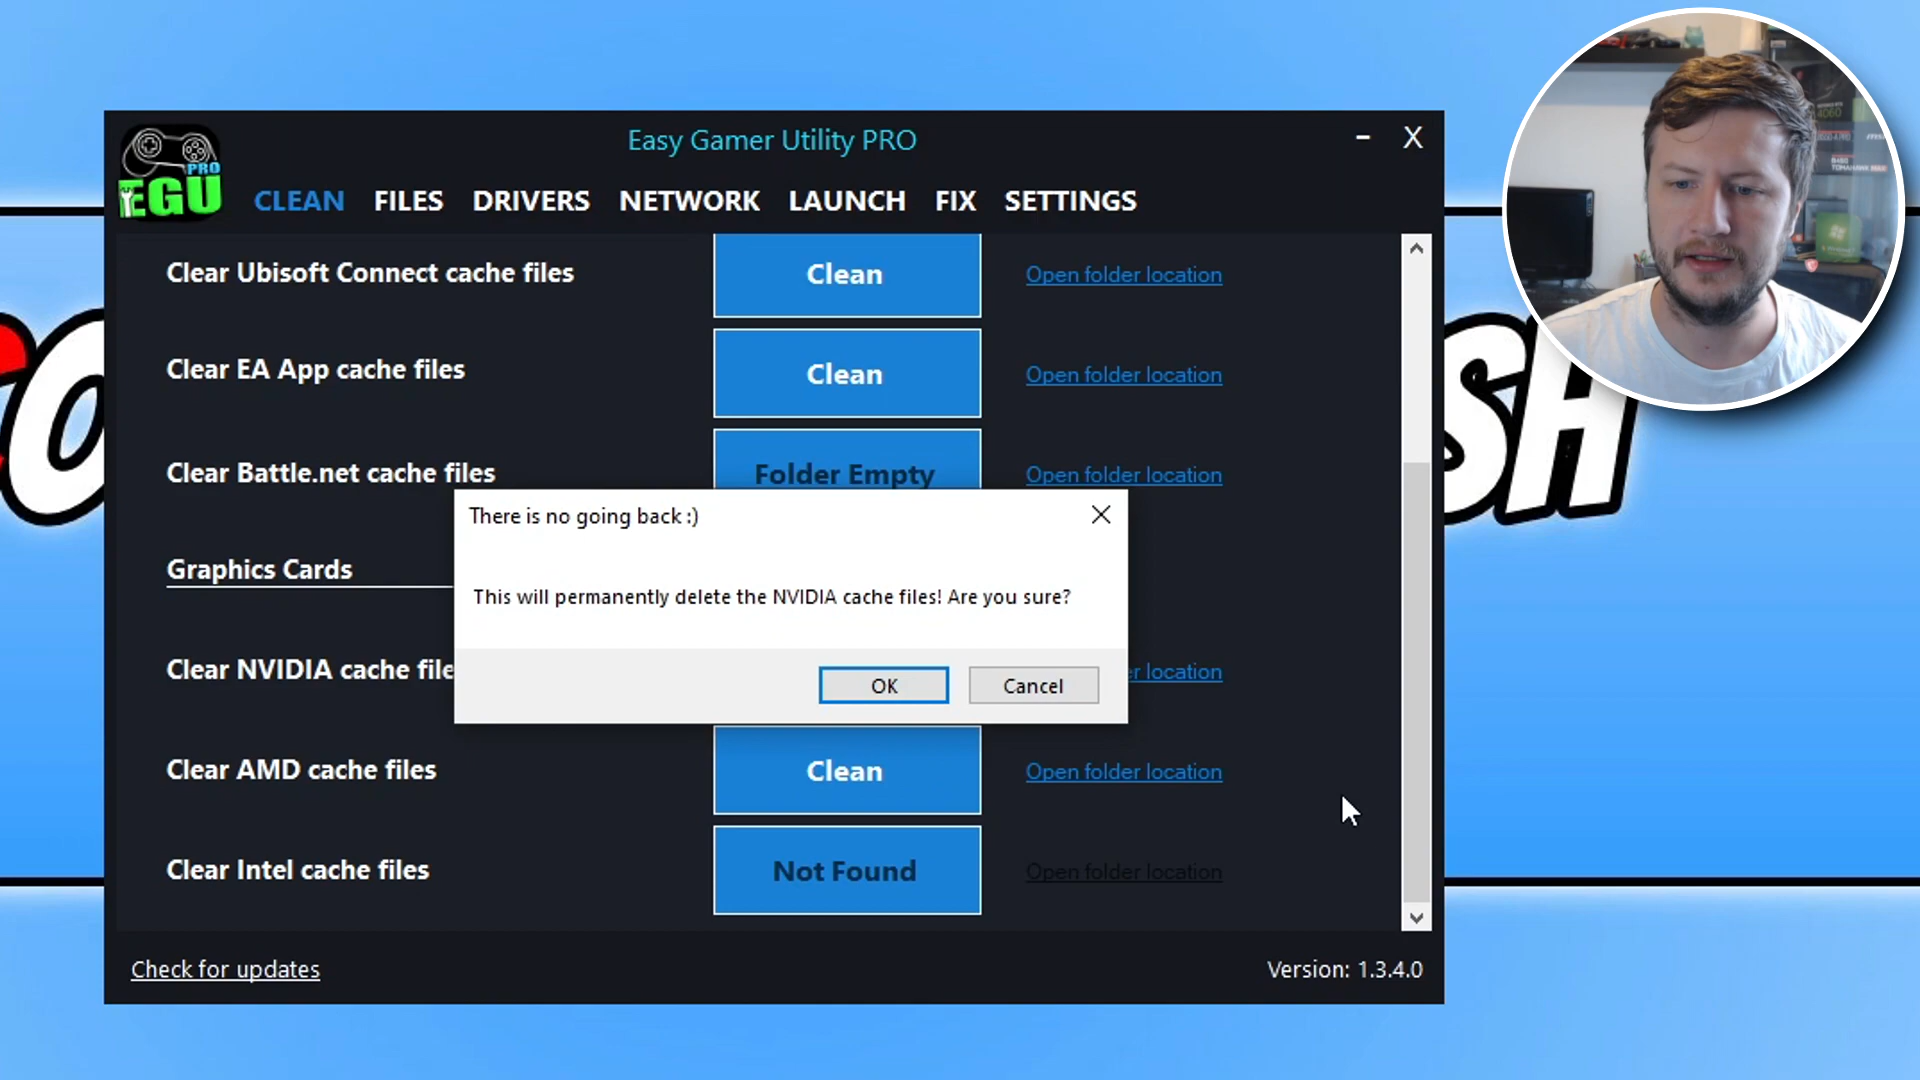 Easy Gamer Utility PRO
- X
PRO
EGU
CLEAN FILES DRIVERS NETWORK LAUNCH FIX SETTINGS
Clear Ubisoft Connect cache files Clean Open folder location
Clear EA App cache files Clean Open folder location
Clear Battle.net cache files Folder Empty Open folder location
There is no going back :)
Graphics Cards
This will permanently delete the NVIDIA cache files! Are you sure?
Clear NVIDIA cache file
r location
OK Cancel
Clear AMD cache files Clean Open folder location
Clear Intel cache files Not Found Open folder location
Check for updates Version: 1.3.4.0
O
SH
4060
B460
TOMAHAWK